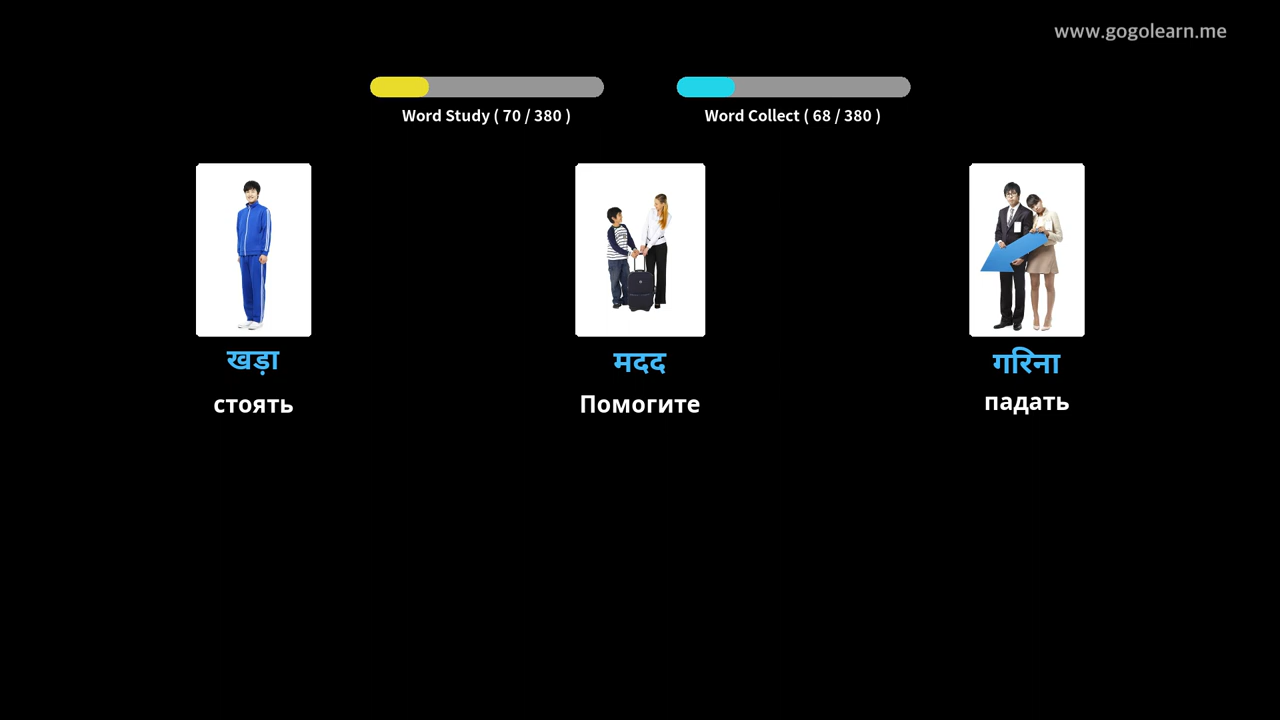 www.gogolearn.me
Word Study ( 70 / 380 )
Word Collect ( 68 / 380 )
खड़ा
मदद
गरिना
стоять
Помогите
падать